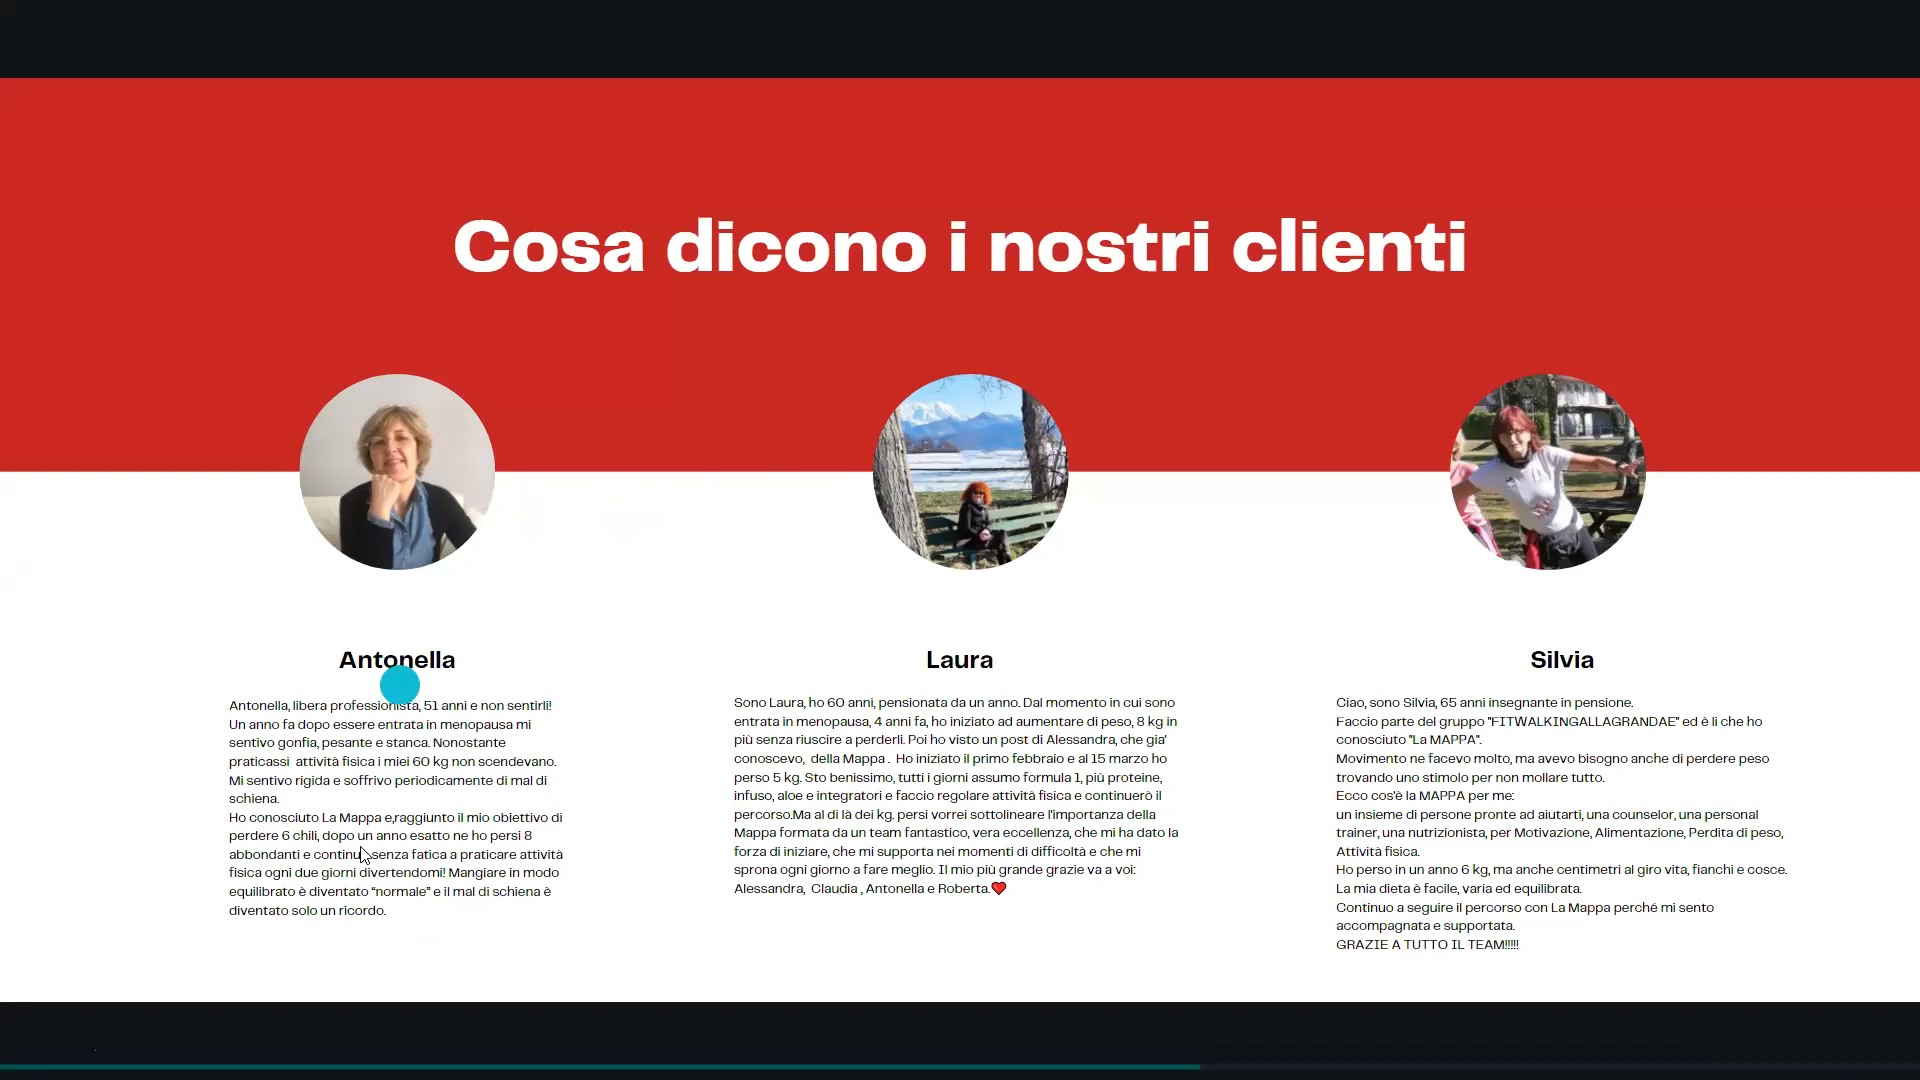 Cosa dicono i nostri clienti
Antonella
Antonella, libera professionista, 51 anni e non sentirli!
Un anno fa dopo essere entrata in menopausa mi
sentivo gonfia, pesante e stanca. Nonostante
praticassi  attività fisica i miei 60 kg non scendevano.
Mi sentivo rigida e soffrivo periodicamente di mal di
schiena.
Ho conosciuto La Mappa e,raggiunto il mio obiettivo di
perdere 6 chili, dopo un anno esatto ne ho persi 8
abbondanti e continuo senza fatica a praticare attività
fisica ogni due giorni divertendomi! Mangiare in modo
equilibrato è diventato “normale” e il mal di schiena è
diventato solo un ricordo.
Laura
Sono Laura, ho 60 anni, pensionata da un anno. Dal momento in cui sono
entrata in menopausa, 4 anni fa, ho iniziato ad aumentare di peso, 8 kg in
più senza riuscire a perderli. Poi ho visto un post di Alessandra, che gia'
conoscevo,  della Mappa .  Ho iniziato il primo febbraio e al 15 marzo ho
perso 5 kg. Sto benissimo, tutti i giorni assumo formula 1, più proteine,
infuso, aloe e integratori e faccio regolare attività fisica e continuerò il
percorso.Ma al di là dei kg. persi vorrei sottolineare l'importanza della
Mappa formata da un team fantastico, vera eccellenza, che mi ha dato la
forza di iniziare, che mi supporta nei momenti di difficoltà e che mi
sprona ogni giorno a fare meglio. Il mio più grande grazie va a voi:
Alessandra,  Claudia , Antonella e Roberta.❤️
Silvia
Ciao, sono Silvia, 65 anni insegnante in pensione.
Faccio parte del gruppo "FITWALKINGALLAGRANDAE" ed è lì che ho
conosciuto "La MAPPA".
Movimento ne facevo molto, ma avevo bisogno anche di perdere peso
trovando uno stimolo per non mollare tutto.
Ecco cos'è la MAPPA per me:
un insieme di persone pronte ad aiutarti, una counselor, una personal
trainer, una nutrizionista, per Motivazione, Alimentazione, Perdita di peso,
Attività fisica.
Ho perso in un anno 6 kg, ma anche centimetri al giro vita, fianchi e cosce.
La mia dieta è facile, varia ed equilibrata.
Continuo a seguire il percorso con La Mappa perché mi sento
accompagnata e supportata.
GRAZIE A TUTTO IL TEAM!!!!!